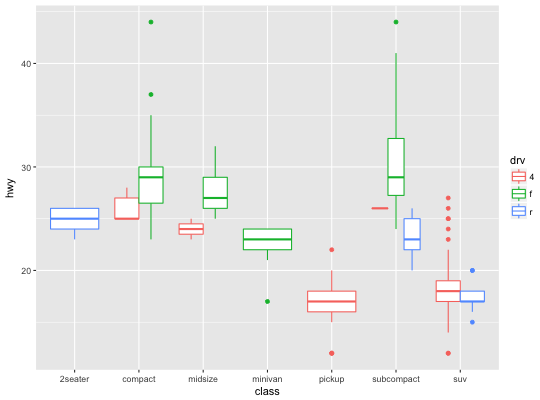 hwy
40
30
20
2seater compact midsize minivan pickup subcompact suv
class
drv
4
f
r